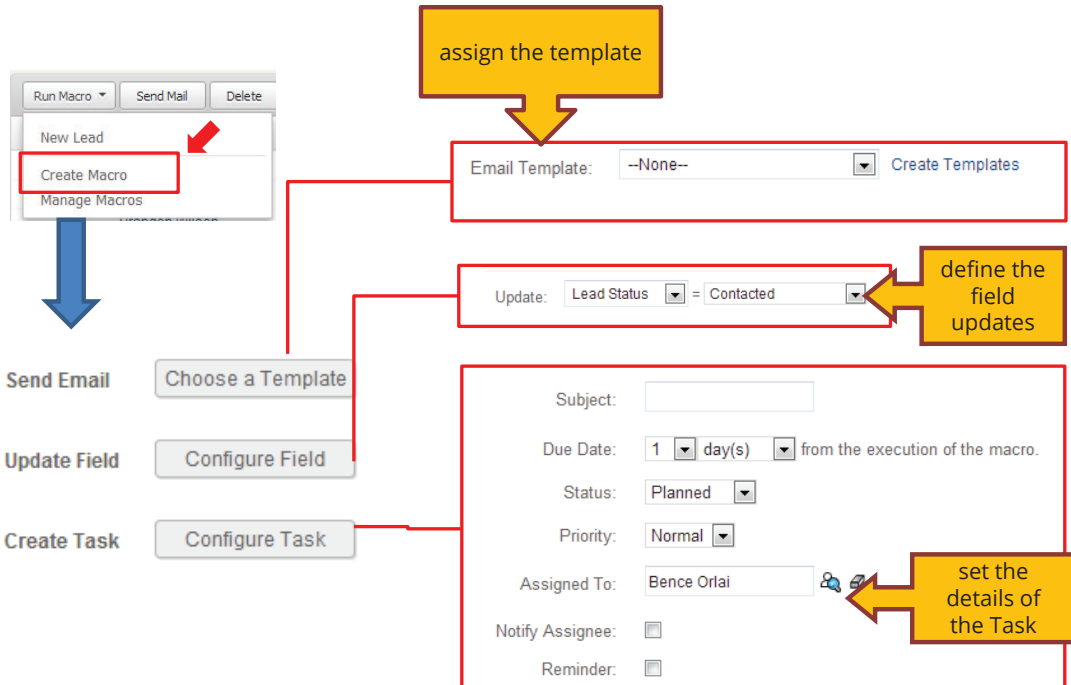 assign the template
Run Macro
Send Mail
Delete
New Lead
Create Macro
Manage Macros
Email Template: --None-- Create Templates
Update: Lead Status = Contacted
define the
field
updates
Send Email Choose a Template
Update Field Configure Field
Create Task Configure Task
Subject:
Due Date: 1 day(s) from the execution of the macro.
Status: Planned
Priority: Normal
Assigned To: Bence Orlai
set the
details of
the Task
Notify Assignee:
Reminder: